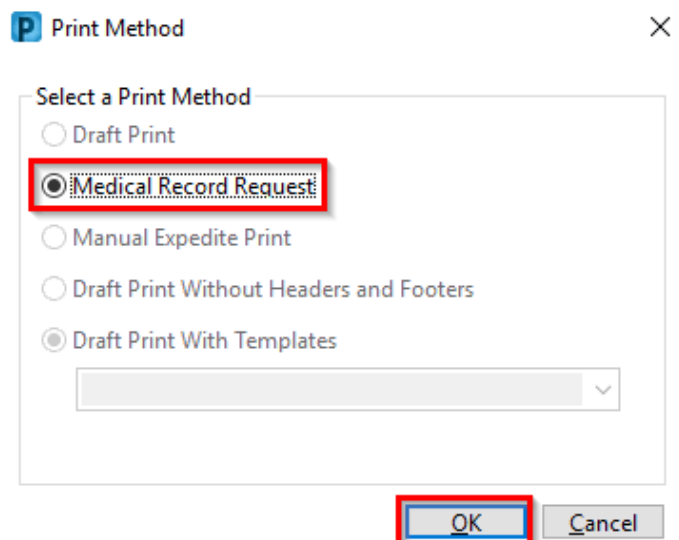 P Print Method
Select a Print Method
Draft Print
Medical Record Request
Manual Expedite Print
Draft Print Without Headers and Footers
Draft Print With Templates
OK Cancel